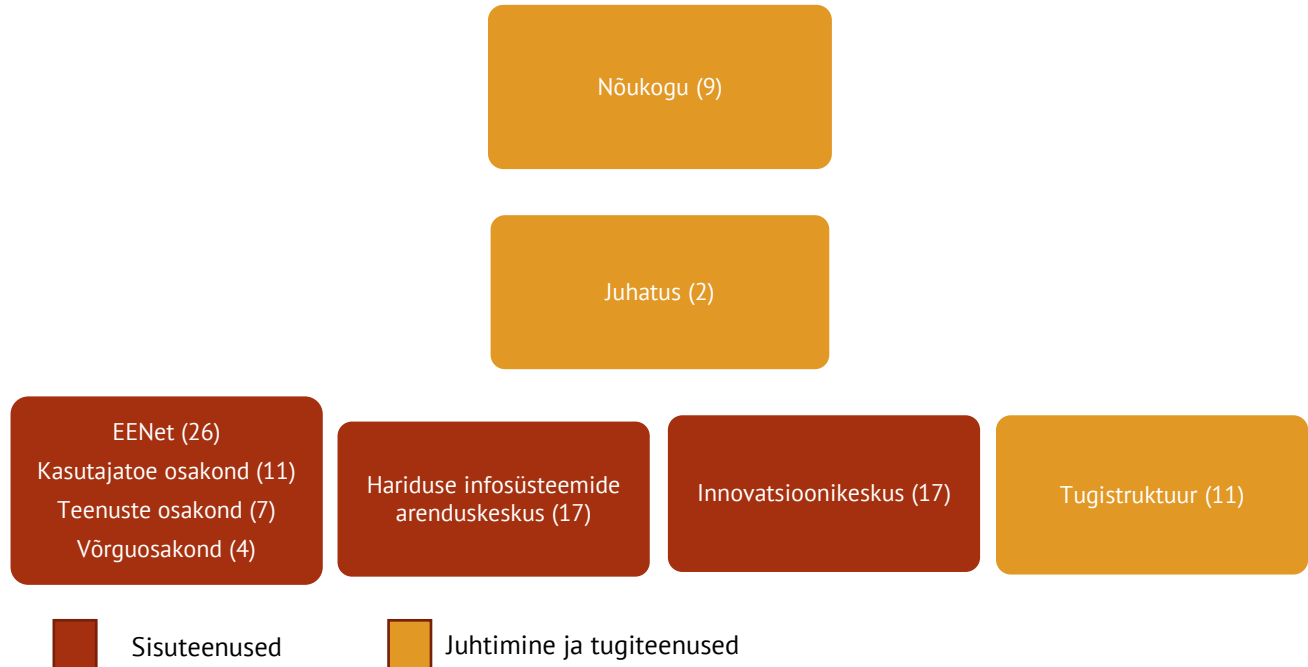 Nõukogu (9)
Juhatus (2)
EENet (26)
Kasutajatoe osakond (11)
Teenuste osakond (7)
Võrguosakond (4)
Hariduse infosüsteemide
arenduskeskus (17)
Innovatsioonikeskus (17)
Tugistruktuur (11)
Sisuteenused
Juhtimine ja tugiteenused